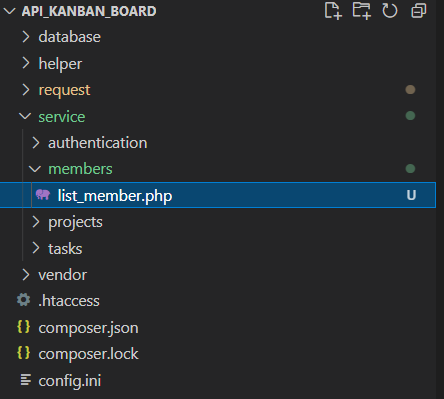 API_KANBAN_BOARD
database
helper
request
service
authentication
members
list_member.php U
projects
tasks
vendor
.htaccess
{} composer.json
{} composer.lock
config.ini